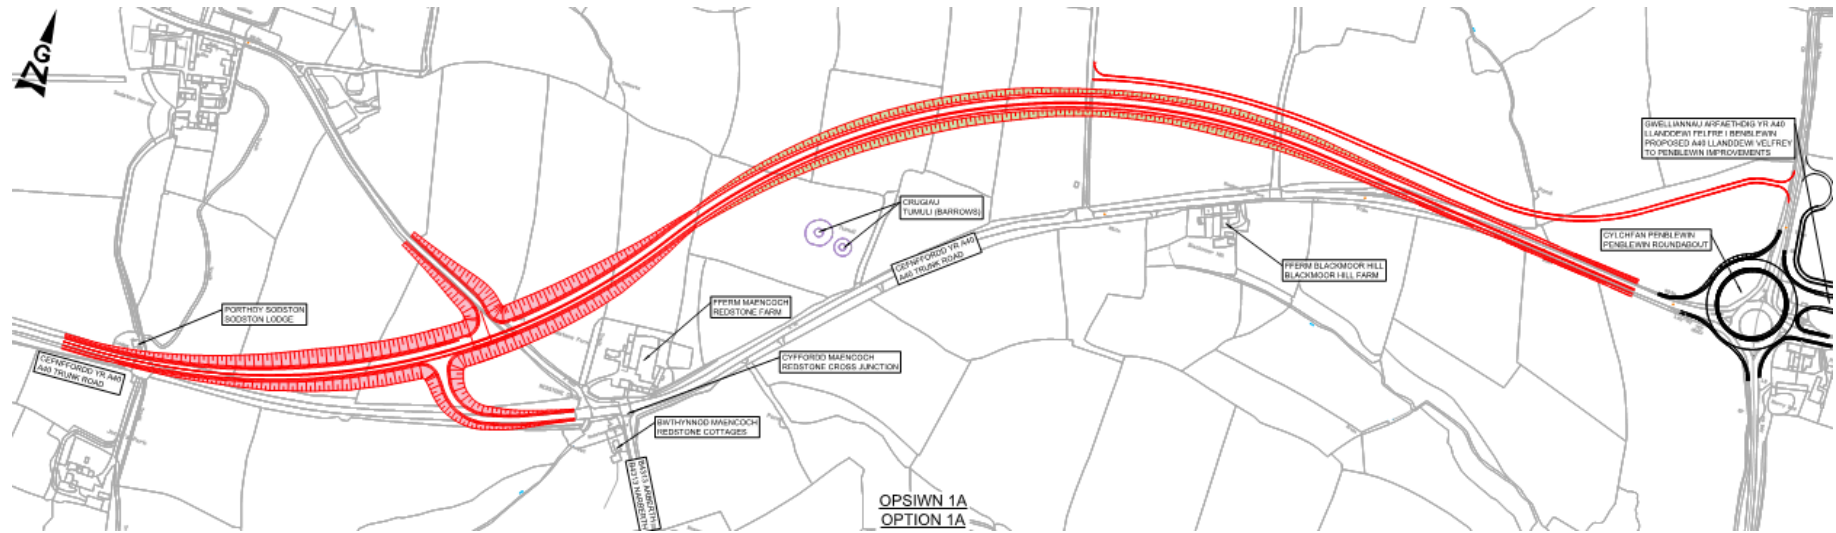 N
G
GWELLIANNAU ARFAETHDIG YR A40
LLANDDEWI FELFRE I BENBLEWIN
PROPOSED A40 LLANDDEWI VELFREY
TO PENBLEWIN IMPROVEMENTS
CRUGIAU
TUMULI (BARROWS)
CYLCHFAN PENBLEWIN
PENBLEWIN ROUNDABOUT
CEFNFFORDD YR A40
A40 TRUNK ROAD
FFERM BLACKMOOR HILL
BLACKMOOR HILL FARM
PORTHDY SODSTON
SODSTON LODGE
FFERM MAENCOCH
REDSTONE FARM
CEFNFFORDD YR A40
A40 TRUNK ROAD
CYFFORDD MAENCOCH
REDSTONE CROSS JUNCTION
BWTHYNNOD MAENCOCH
REDSTONE COTTAGES
B4313
B4313
OPSIWN 1A
OPTION 1A